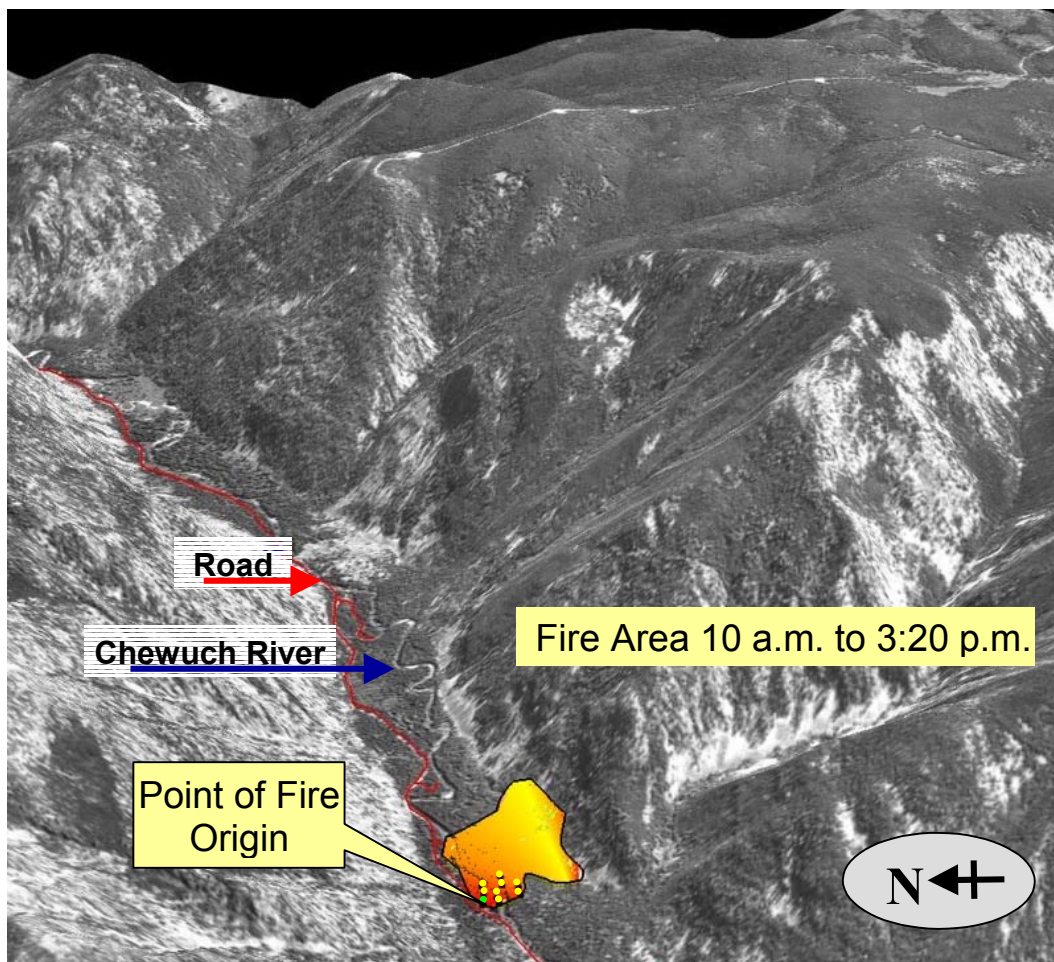 Road
Chewuch River
Fire Area 10 a.m. to 3:20 p.m.
Point of Fire
Origin
N